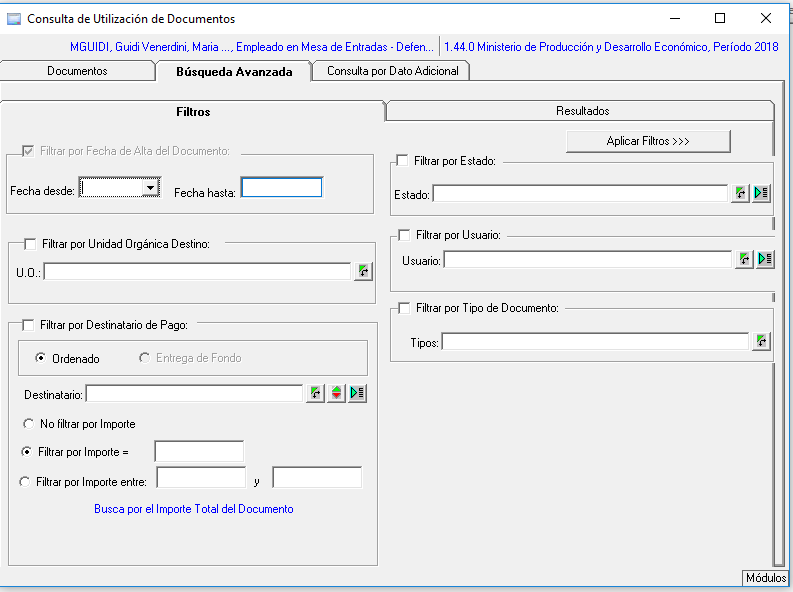 Consulta de Utilización de Documentos
MGUIDI, Guidi Venerdini, Maria ..., Empleado en Mesa de Entradas - Defen... 1.44.0 Ministerio de Producción y Desarrollo Económico, Período 2018
Documentos Búsqueda Avanzada Consulta por Dato Adicional
Filtros Resultados
Aplicar Filtros >>>
Filtrar por Fecha de Alta del Documento:
Fecha desde: Fecha hasta:
Filtrar por Estado:
Estado:
Filtrar por Unidad Orgánica Destino:
U.O.:
Filtrar por Usuario:
Usuario:
Filtrar por Tipo de Documento:
Tipos:
Filtrar por Destinatario de Pago:
Ordenado Entrega de Fondo
Destinatario:
No filtrar por Importe
Filtrar por Importe =
Filtrar por Importe entre: y
Busca por el Importe Total del Documento
Módulos